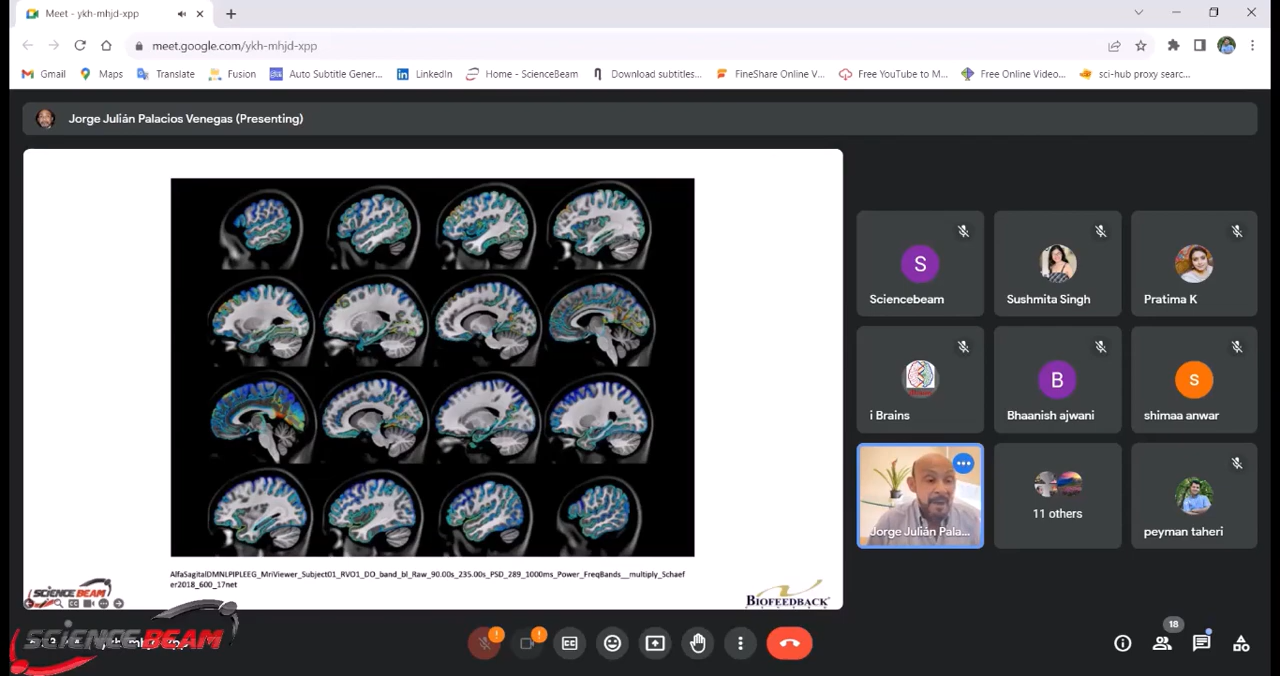 Meet - ykh-mhjd-xpp
meet.google.com/ykh-mhjd-xpp
Gmail
Maps
Translate
Fusion
Auto Subtitle Gener...
LinkedIn
Home - ScienceBeam
Download subtitles...
FineShare Online V...
Free YouTube to M...
Free Online Video...
sci-hub proxy searc...
Jorge Julián Palacios Venegas (Presenting)
S
Sciencebeam
Sushmita Singh
Pratima K
i Brains
B
Bhaanish ajwani
s
shimaa anwar
Jorge Julián Pala...
11 others
peyman taheri
AlfaSagitalDMNLPIPLEEG_MriViewer_Subject01_RVO1_DO_band_bl_Raw_90.00s_235.00s_PSD_289_1000ms_Power_FreqBands__multiply_Schaef
er2018_600_17net
SCIENCE BEAM
BIOFEEDBACK
SCIENCE BEAM
18